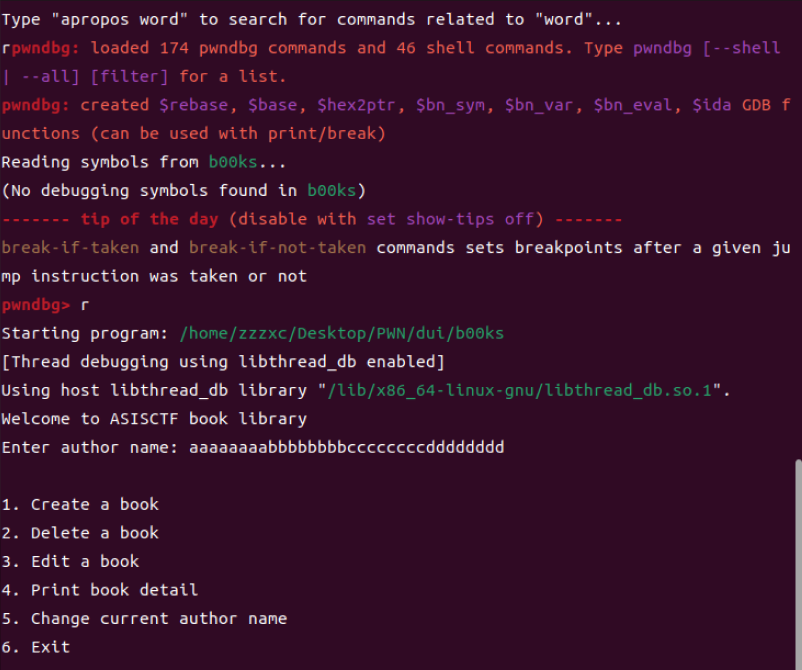 Type "apropos word" to search for commands related to "word"...
rpwndbg: loaded 174 pwndbg commands and 46 shell commands. Type pwndbg [--shell
| --all] [filter] for a list.
pwndbg: created $rebase, $base, $hex2ptr, $bn_sym, $bn_var, $bn_eval, $ida GDB f
unctions (can be used with print/break)
Reading symbols from b00ks...
(No debugging symbols found in b00ks)
------- tip of the day (disable with set show-tips off) -------
break-if-taken and break-if-not-taken commands sets breakpoints after a given ju
mp instruction was taken or not
pwndbg> r
Starting program: /home/zzzxc/Desktop/PWN/dui/b00ks
[Thread debugging using libthread_db enabled]
Using host libthread_db library "/lib/x86_64-linux-gnu/libthread_db.so.1".
Welcome to ASISCTF book library
Enter author name: aaaaaaaabbbbbbbbccccccccdddddddd

1. Create a book
2. Delete a book
3. Edit a book
4. Print book detail
5. Change current author name
6. Exit